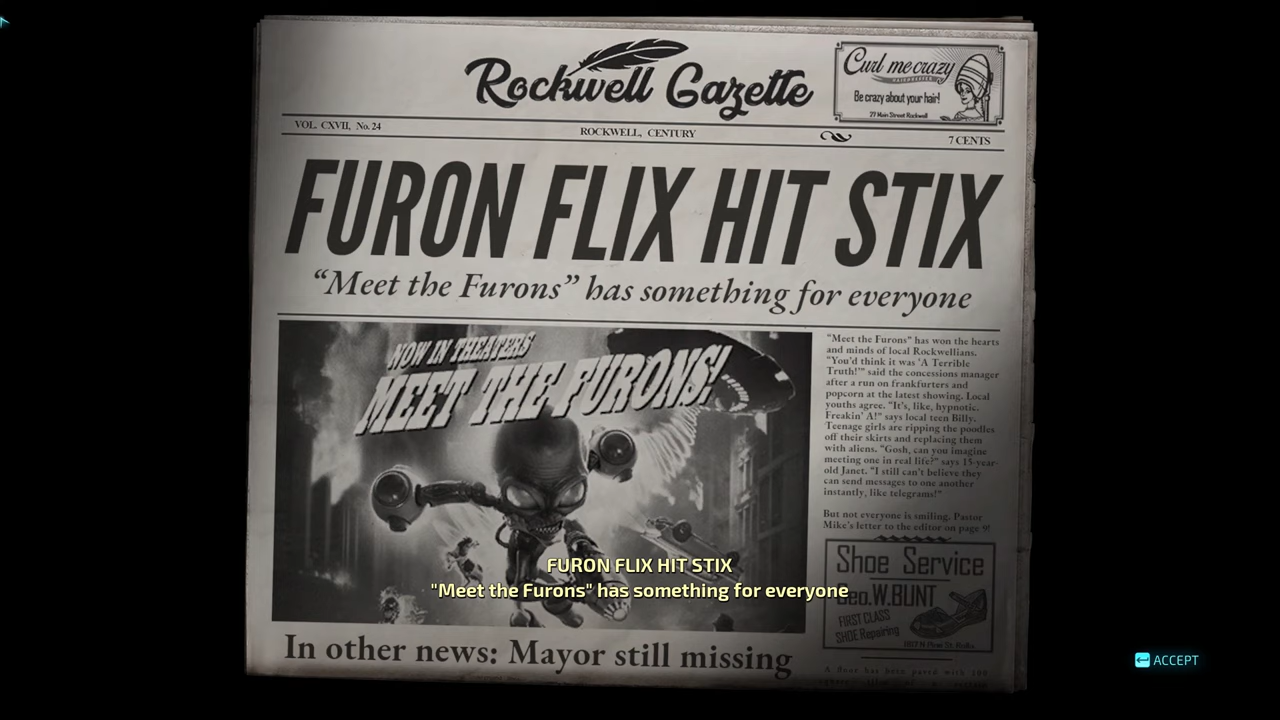 Rockwell Gazette
Curl me crazy
HAIRDRESSER
Be crazy about your hair!
27 Main Street Rockwell
VOL. CXVII, No. 24
ROCKWELL, CENTURY
7 CENTS
FURON FLIX HIT STIX
“Meet the Furons” has something for everyone
NOW IN THEATERS
MEET THE FURONS!
"Meet the Furons" has won the hearts
and minds of local Rockwellians.
"You'd think it was 'A Terrible
Truth!'" said the concessions manager
after a run on frankfurters and
popcorn at the latest showing. Local
youths agree. "It's, like, hypnotic.
Freakin' A!" says local teen Billy.
Teenage girls are ripping the poodles
off their skirts and replacing them
with aliens. "Gosh, can you imagine
meeting one in real life?" says 15-year-
old Janet. "I still can't believe they
can send messages to one another
instantly, like telegrams!"
But not everyone is smiling. Pastor
Mike's letter to the editor on page 9!
Shoe Service
Geo.W.BUNT
FIRST CLASS
SHOE Repairing
FURON FLIX HIT STIX
"Meet the Furons" has something for everyone
In other news: Mayor still missing
A floor has been paved with 100
ACCEPT